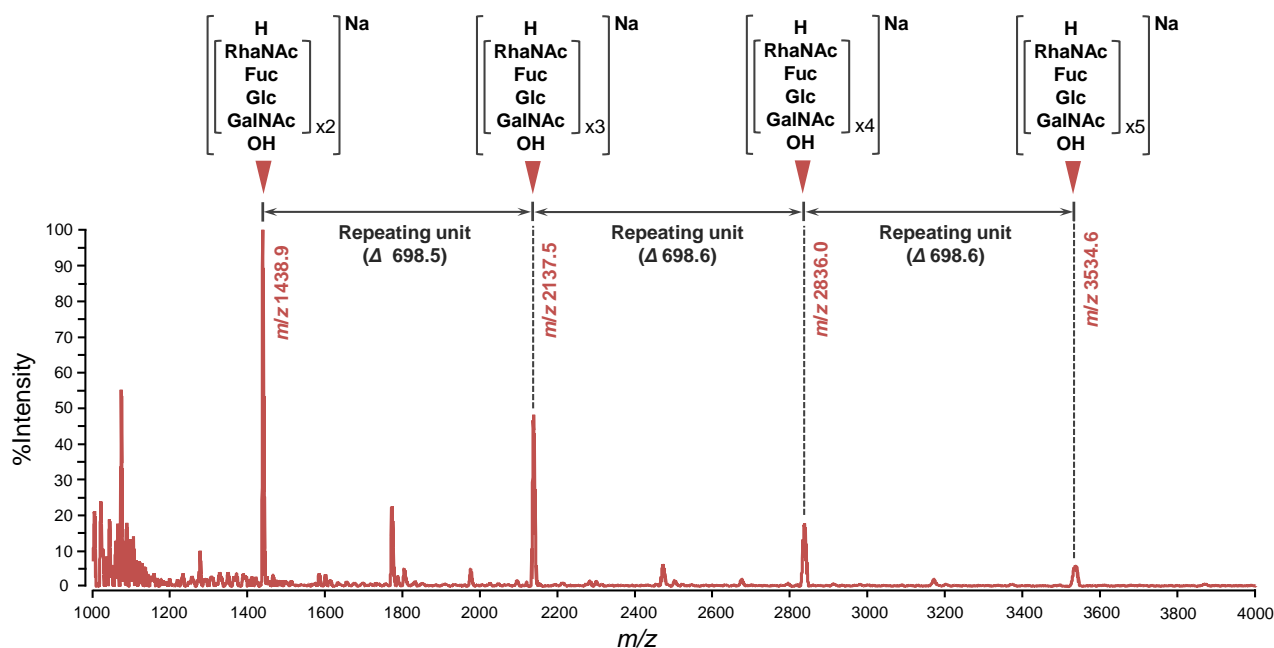 H
RhaNAc
Fuc
Glc
GalNAc
OH
x2
Na
H
RhaNAc
Fuc
Glc
GalNAc
OH
x3
Na
H
RhaNAc
Fuc
Glc
GalNAc
OH
x4
Na
H
RhaNAc
Fuc
Glc
GalNAc
OH
x5
Na
Repeating unit
(Δ 698.5)
Repeating unit
(Δ 698.6)
Repeating unit
(Δ 698.6)
m/z 1438.9
m/z 2137.5
m/z 2836.0
m/z 3534.6
%Intensity
100
90
80
70
60
50
40
30
20
10
0
1000 1200 1400 1600 1800 2000 2200 2400 2600 2800 3000 3200 3400 3600 3800 4000
m/z